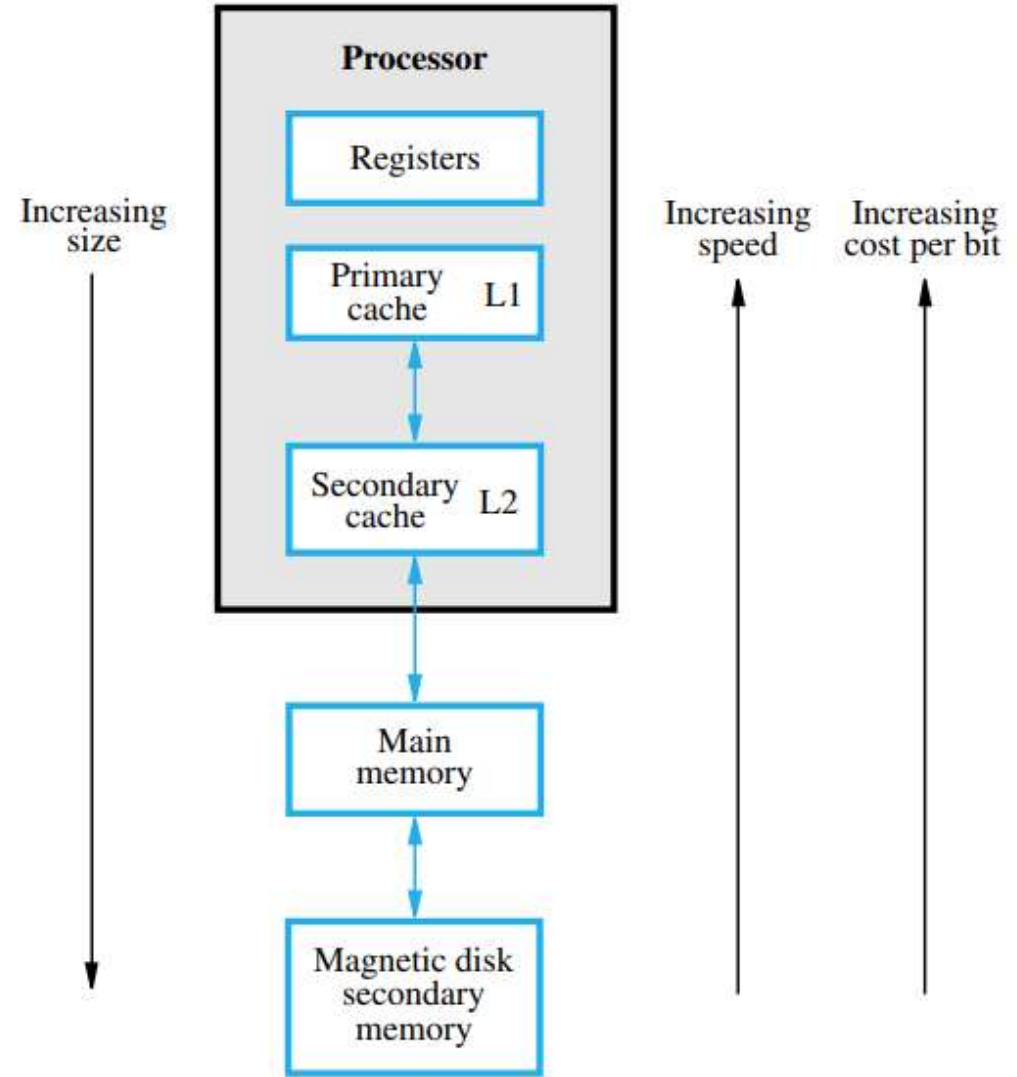 Processor
Registers
Increasing
size
Increasing
speed
Increasing
cost per bit
Primary
cache
L1
Secondary
cache
L2
Main
memory
Magnetic disk
secondary
memory